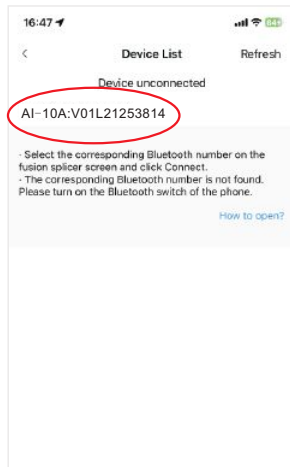 16:47
64
< Device List Refresh
Device unconnected
AI-10A:V01L21253814
- Select the corresponding Bluetooth number on the
fusion splicer screen and click Connect.
- The corresponding Bluetooth number is not found.
Please turn on the Bluetooth switch of the phone.
How to open?